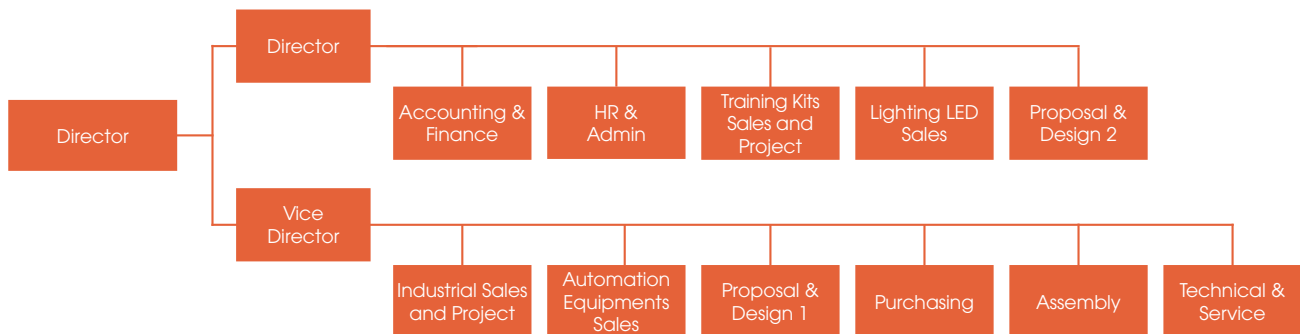 Director
Director
Accounting &
Finance
HR &
Admin
Training Kits
Sales and
Project
Lighting LED
Sales
Proposal &
Design 2
Vice
Director
Industrial Sales
and Project
Automation
Equipments
Sales
Proposal &
Design 1
Purchasing
Assembly
Technical &
Service